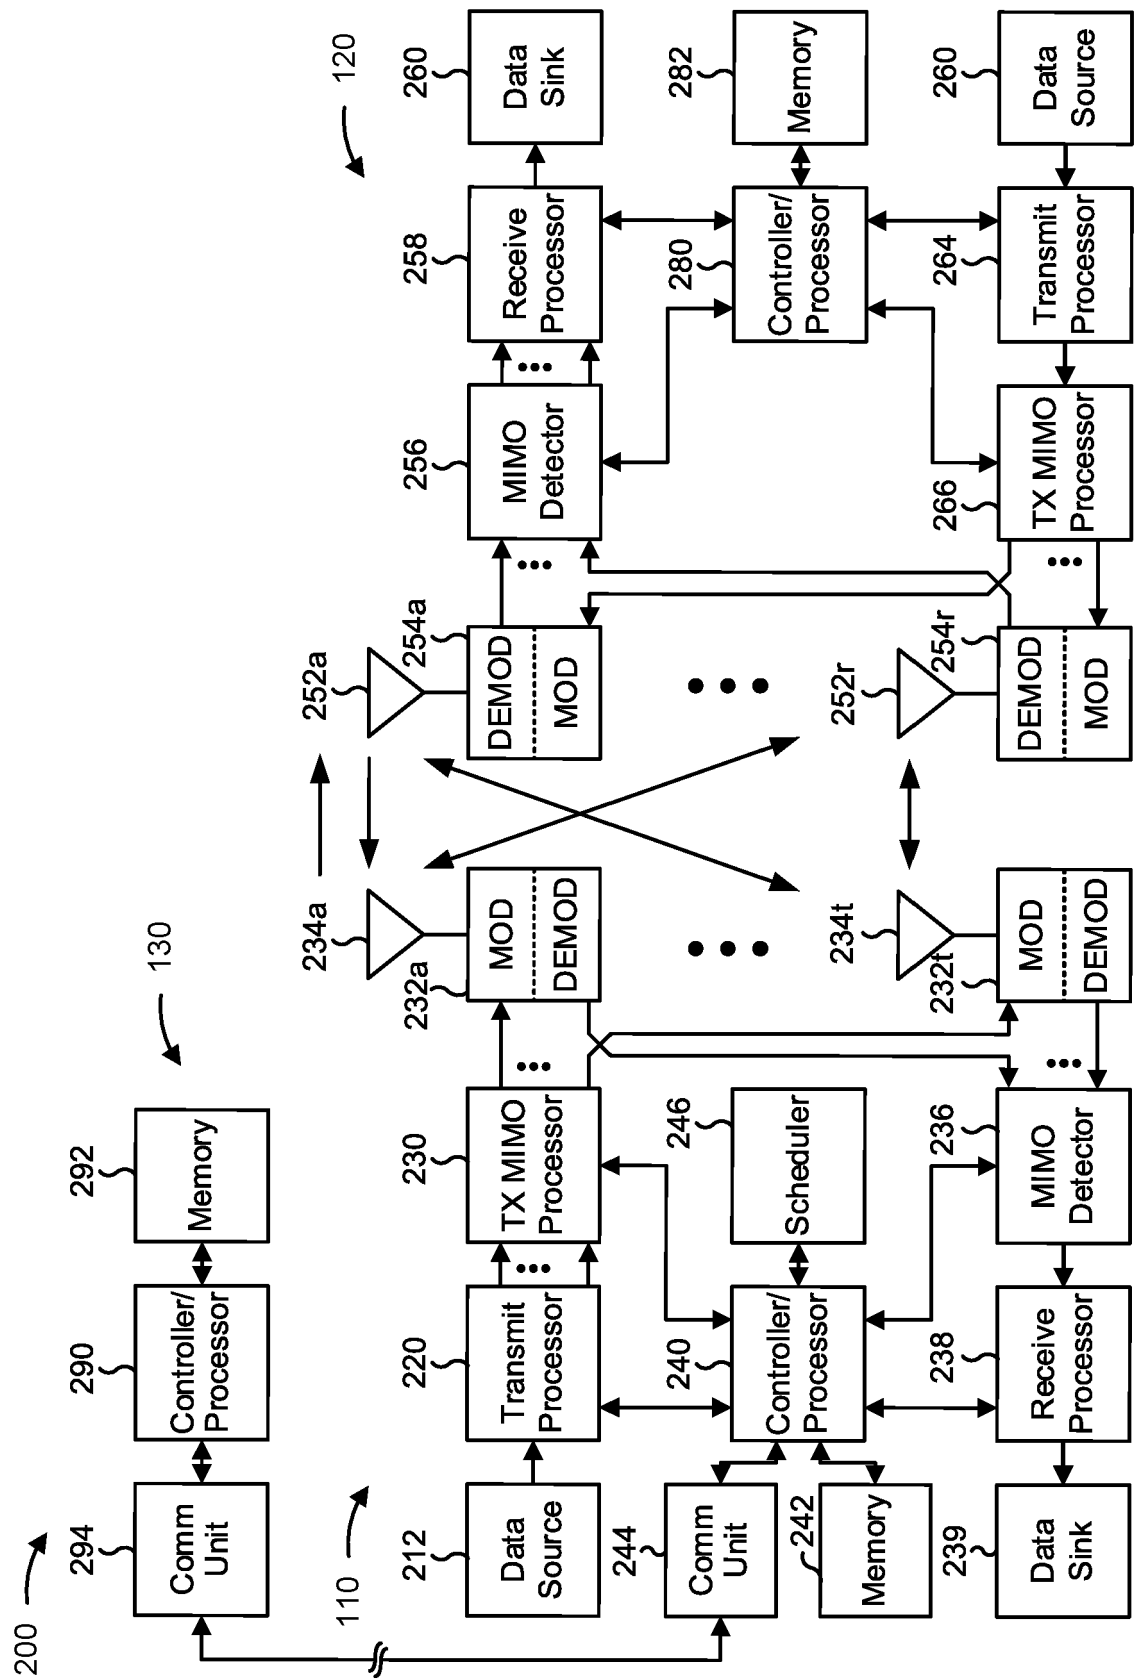 200
130
294
290
292
Comm
Unit
Controller/
Processor
Memory
110
120
212
220
230
232a
234a
252a
254a
256
258
260
Data
Source
Transmit
Processor
TX MIMO
Processor
MOD
DEMOD
DEMOD
MOD
MIMO
Detector
Receive
Processor
Data
Sink
244
240
246
280
282
Comm
Unit
Controller/
Processor
Scheduler
Controller/
Processor
Memory
242
Memory
239
238
236
232t
234t
252r
254r
266
264
260
Data
Sink
Receive
Processor
MIMO
Detector
MOD
DEMOD
DEMOD
MOD
TX MIMO
Processor
Transmit
Processor
Data
Source